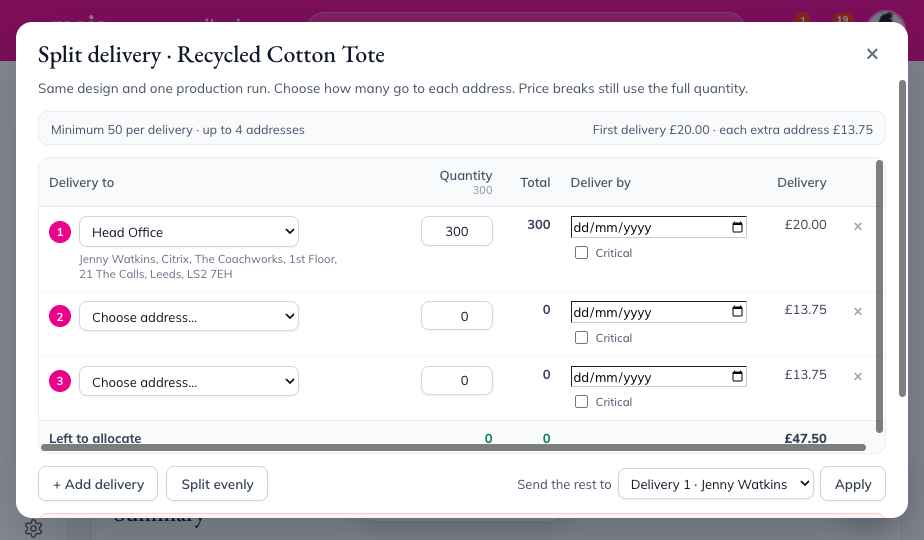 1
19
Split delivery · Recycled Cotton Tote
×
Same design and one production run. Choose how many go to each address. Price breaks still use the full quantity.
Minimum 50 per delivery · up to 4 addresses
First delivery £20.00 · each extra address £13.75
Delivery to
Quantity
300
Total
Deliver by
Delivery
1
Head Office
300
300
dd/mm/yyyy
£20.00
×
Critical
Jenny Watkins, Citrix, The Coachworks, 1st Floor,
21 The Calls, Leeds, LS2 7EH
2
Choose address...
0
0
dd/mm/yyyy
£13.75
×
Critical
3
Choose address...
0
0
dd/mm/yyyy
£13.75
×
Critical
Left to allocate
0
0
£47.50
+ Add delivery
Split evenly
Send the rest to
Delivery 1 · Jenny Watkins
Apply
Summary